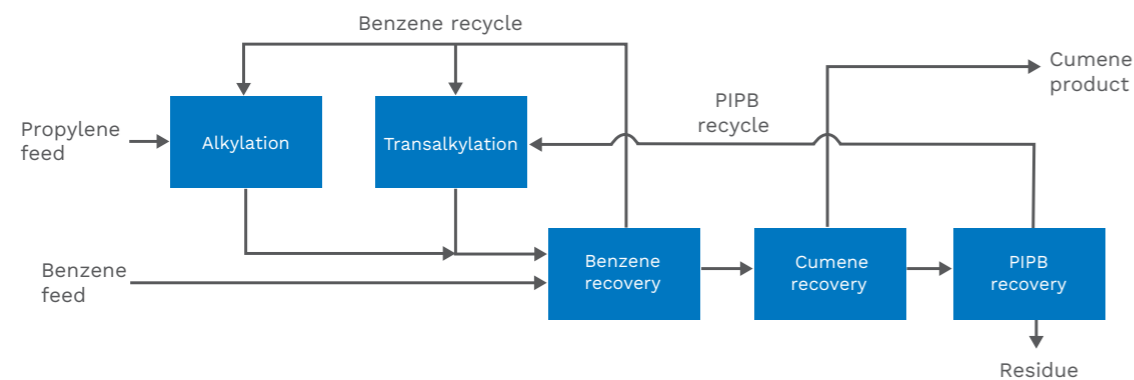 Benzene recycle
Cumene
product
PIPB
recycle
Propylene
feed
Alkylation
Transalkylation
Benzene
feed
Benzene
recovery
Cumene
recovery
PIPB
recovery
Residue